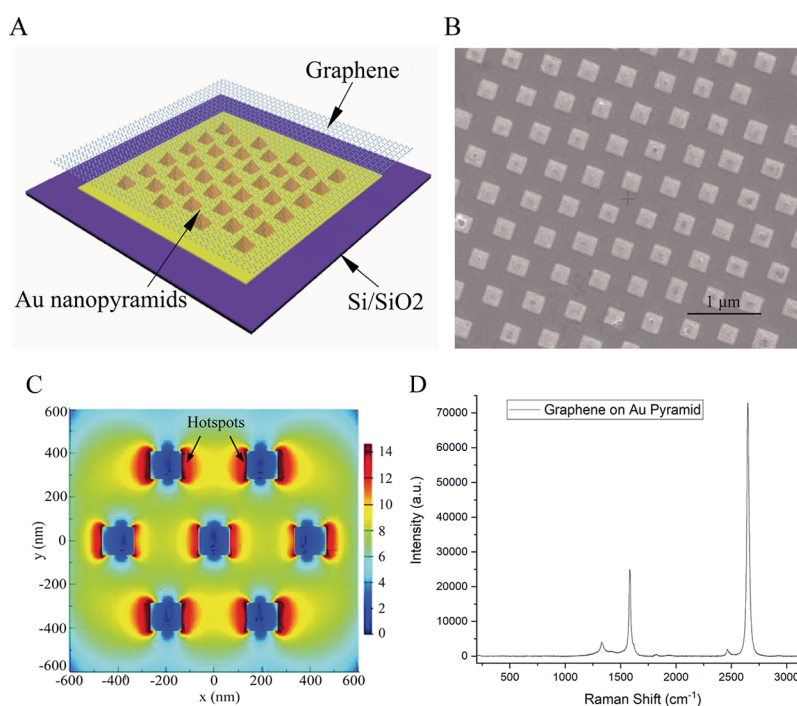 A
Graphene
Au nanopyramids
Si/SiO2
B
1 μm
C
Hotspots
600
400
200
0
-200
-400
-600
y (nm)
-600 -400 -200 0 200 400 600
x (nm)
14
12
10
8
6
4
2
0
D
Graphene on Au Pyramid
70000
60000
50000
40000
30000
20000
10000
0
Intensity (a.u.)
500 1000 1500 2000 2500 3000
Raman Shift (cm⁻¹)